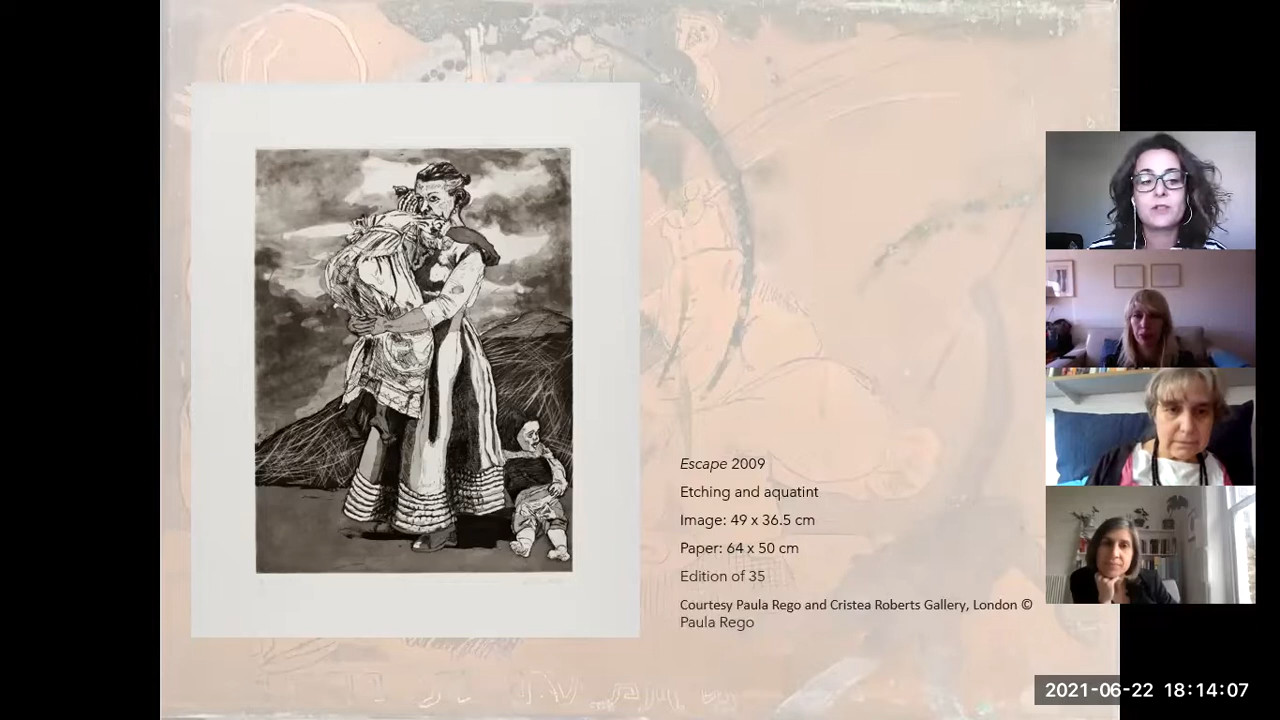 Escape 2009
Etching and aquatint
Image: 49 x 36.5 cm
Paper: 64 x 50 cm
Edition of 35
Courtesy Paula Rego and Cristea Roberts Gallery, London ©
Paula Rego
2021-06-22 18:14:07